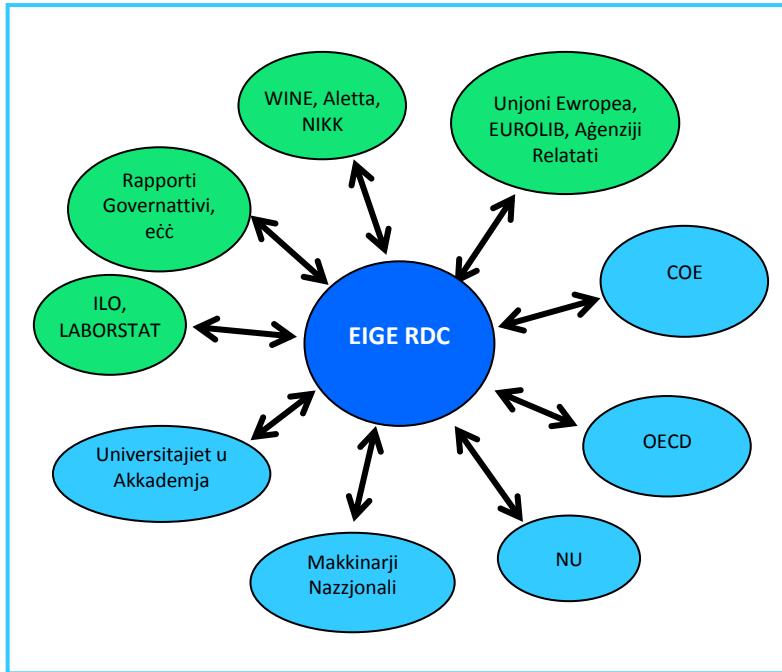 WINE, Aletta,
NIKK
Unjoni Ewropea,
EUROLIB, Aġenziji
Relatati
Rapporti
Governattivi,
eċċ
COE
ILO,
LABORSTAT
EIGE RDC
Universitajiet u
Akkademja
OECD
Makkinarji
Nazzjonali
NU